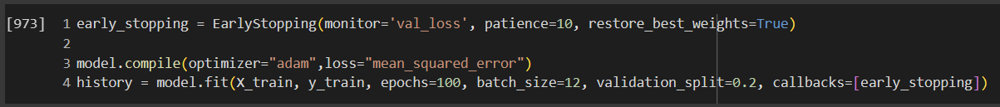 [973] 1 early_stopping = EarlyStopping(monitor='val_loss', patience=10, restore_best_weights=True)
2
3 model.compile(optimizer="adam",loss="mean_squared_error")
4 history = model.fit(X_train, y_train, epochs=100, batch_size=12, validation_split=0.2, callbacks=[early_stopping])